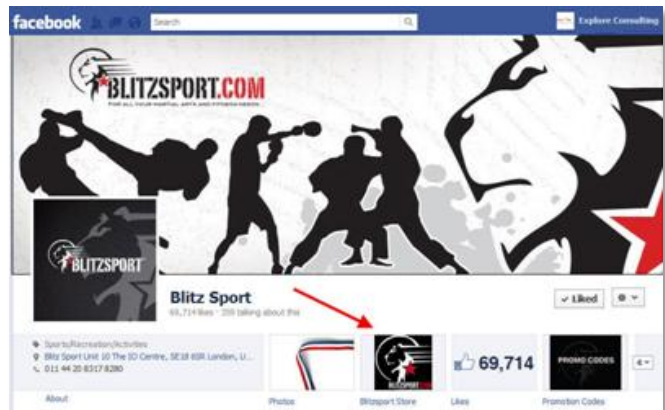 facebook
Search
Explore Consulting
BLITZSPORT.COM
FOR ALL YOUR MARTIAL ARTS AND FITNESS NEEDS...
BLITZSPORT
Blitz Sport
69,714 likes · talking about this
✓ Liked
Sports/Recreation/Activities
Blitz Sport Unit 10 The IO Centre, SE18 6SR London, U...
011 44 20 8317 8280
BLITZSPORT.COM
69,714
PROMO CODES
About
Photos
Blitzsport Store
Likes
Promotion Codes